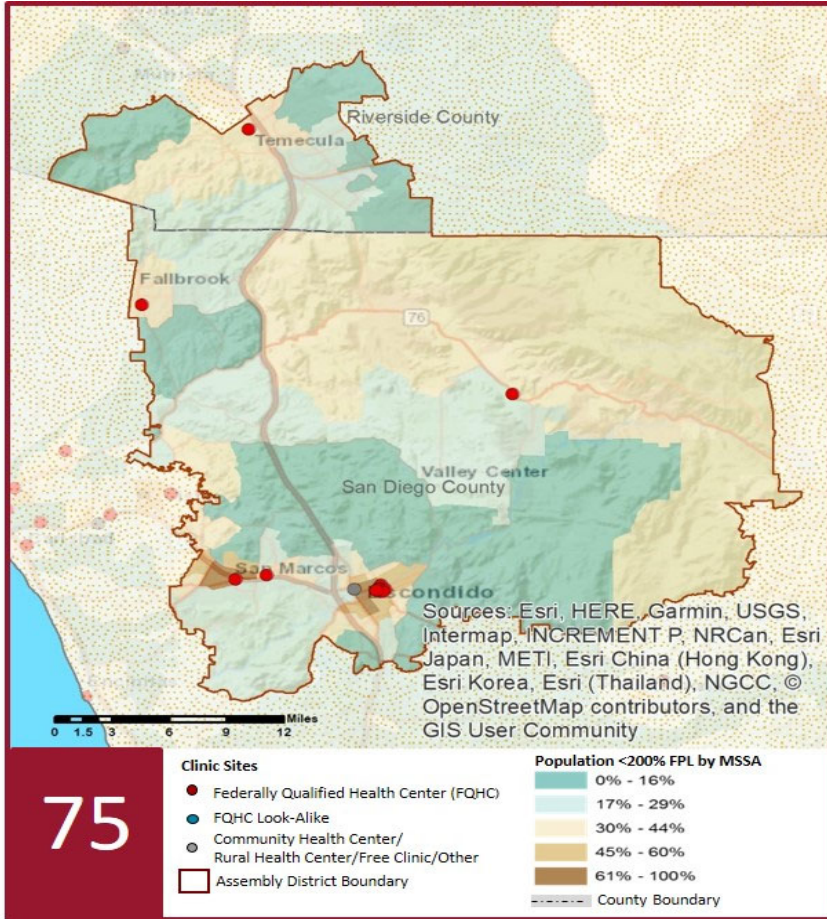 Riverside County
Temecula
Fallbrook
76
Valley Center
San Diego County
San Marcos
Escondido
Sources: Esri, HERE, Garmin, USGS,
Intermap, INCREMENT P, NRCan, Esri
Japan, METI, Esri China (Hong Kong),
Esri Korea, Esri (Thailand), NGCC, ©
OpenStreetMap contributors, and the
GIS User Community
Miles
0 1.5 3 6 9 12
75
Clinic Sites
Federally Qualified Health Center (FQHC)
FQHC Look-Alike
Community Health Center/
Rural Health Center/Free Clinic/Other
Assembly District Boundary
Population <200% FPL by MSSA
0% - 16%
17% - 29%
30% - 44%
45% - 60%
61% - 100%
County Boundary